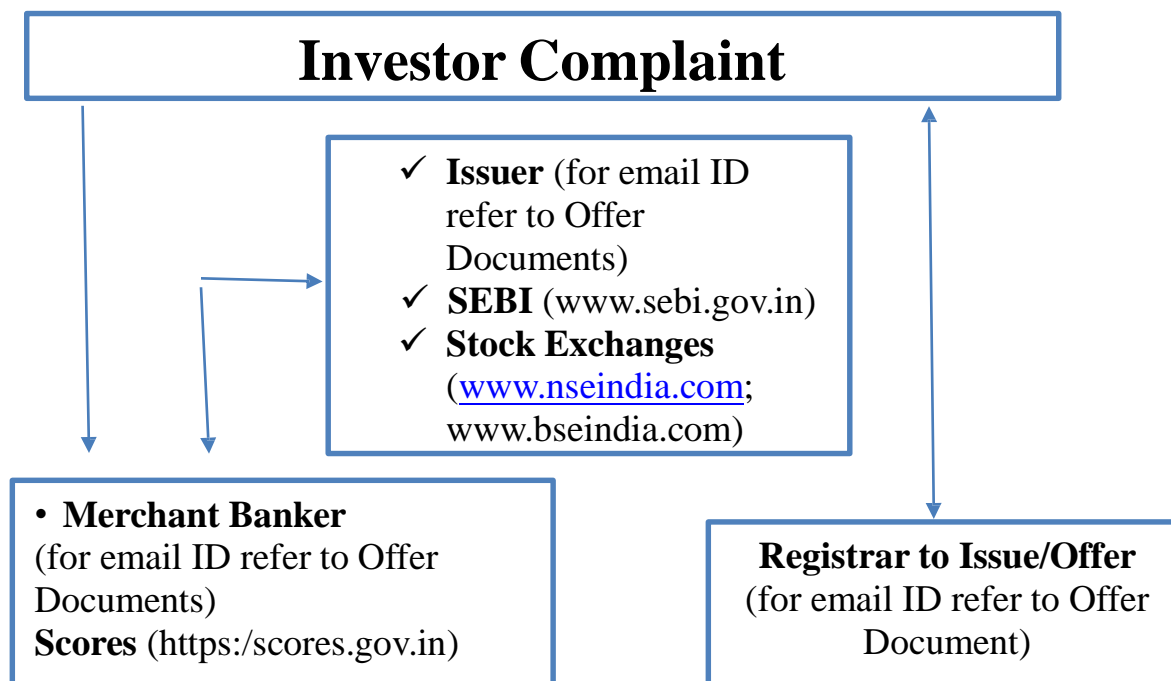 Investor Complaint
✓ Issuer (for email ID
refer to Offer
Documents)
✓ SEBI (www.sebi.gov.in)
✓ Stock Exchanges
(www.nseindia.com;
www.bseindia.com)
• Merchant Banker
(for email ID refer to Offer
Documents)
Scores (https:/scores.gov.in)
Registrar to Issue/Offer
(for email ID refer to Offer
Document)